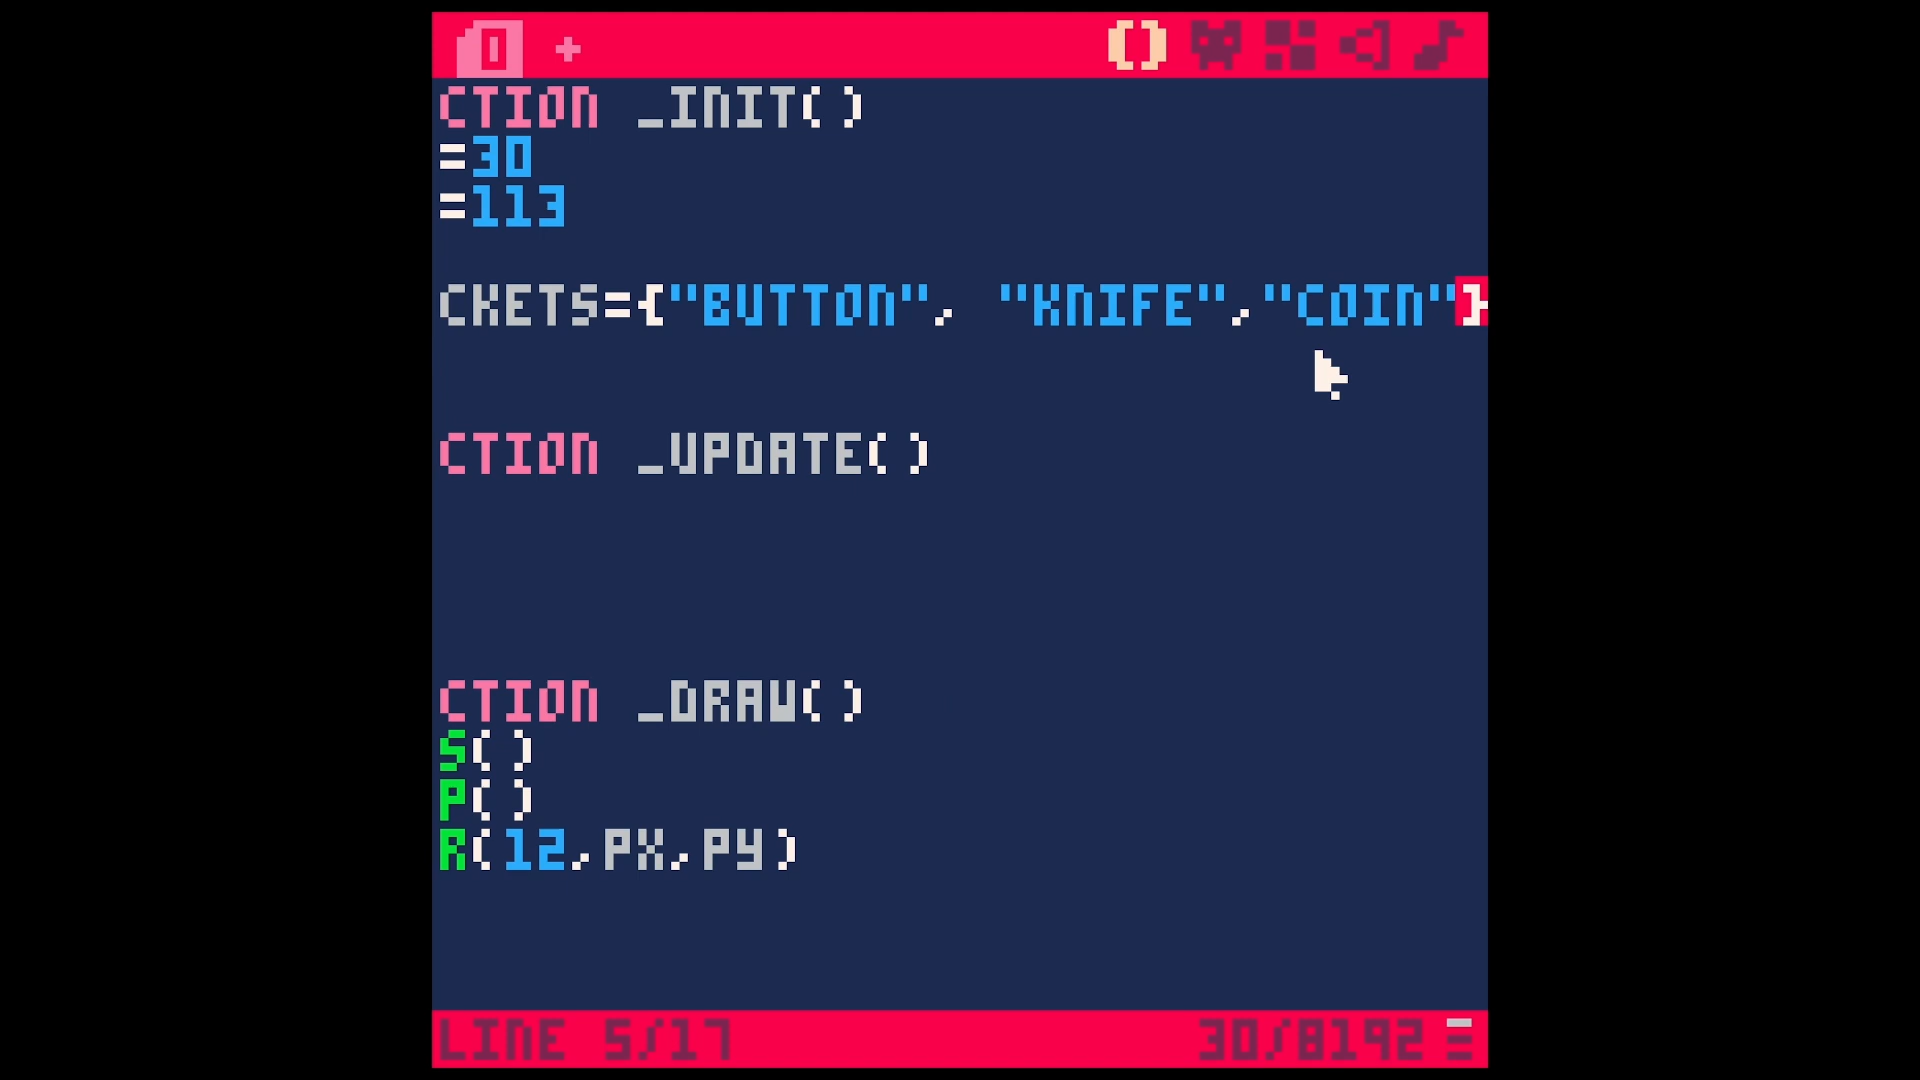 0 +
CTION _INIT()
=30
=113
CKETS={"BUTTON", "KNIFE","COIN"}
CTION _UPDATE()
CTION _DRAW()
S()
P()
R(12,PX,PY)
LINE 5/17 30/8192